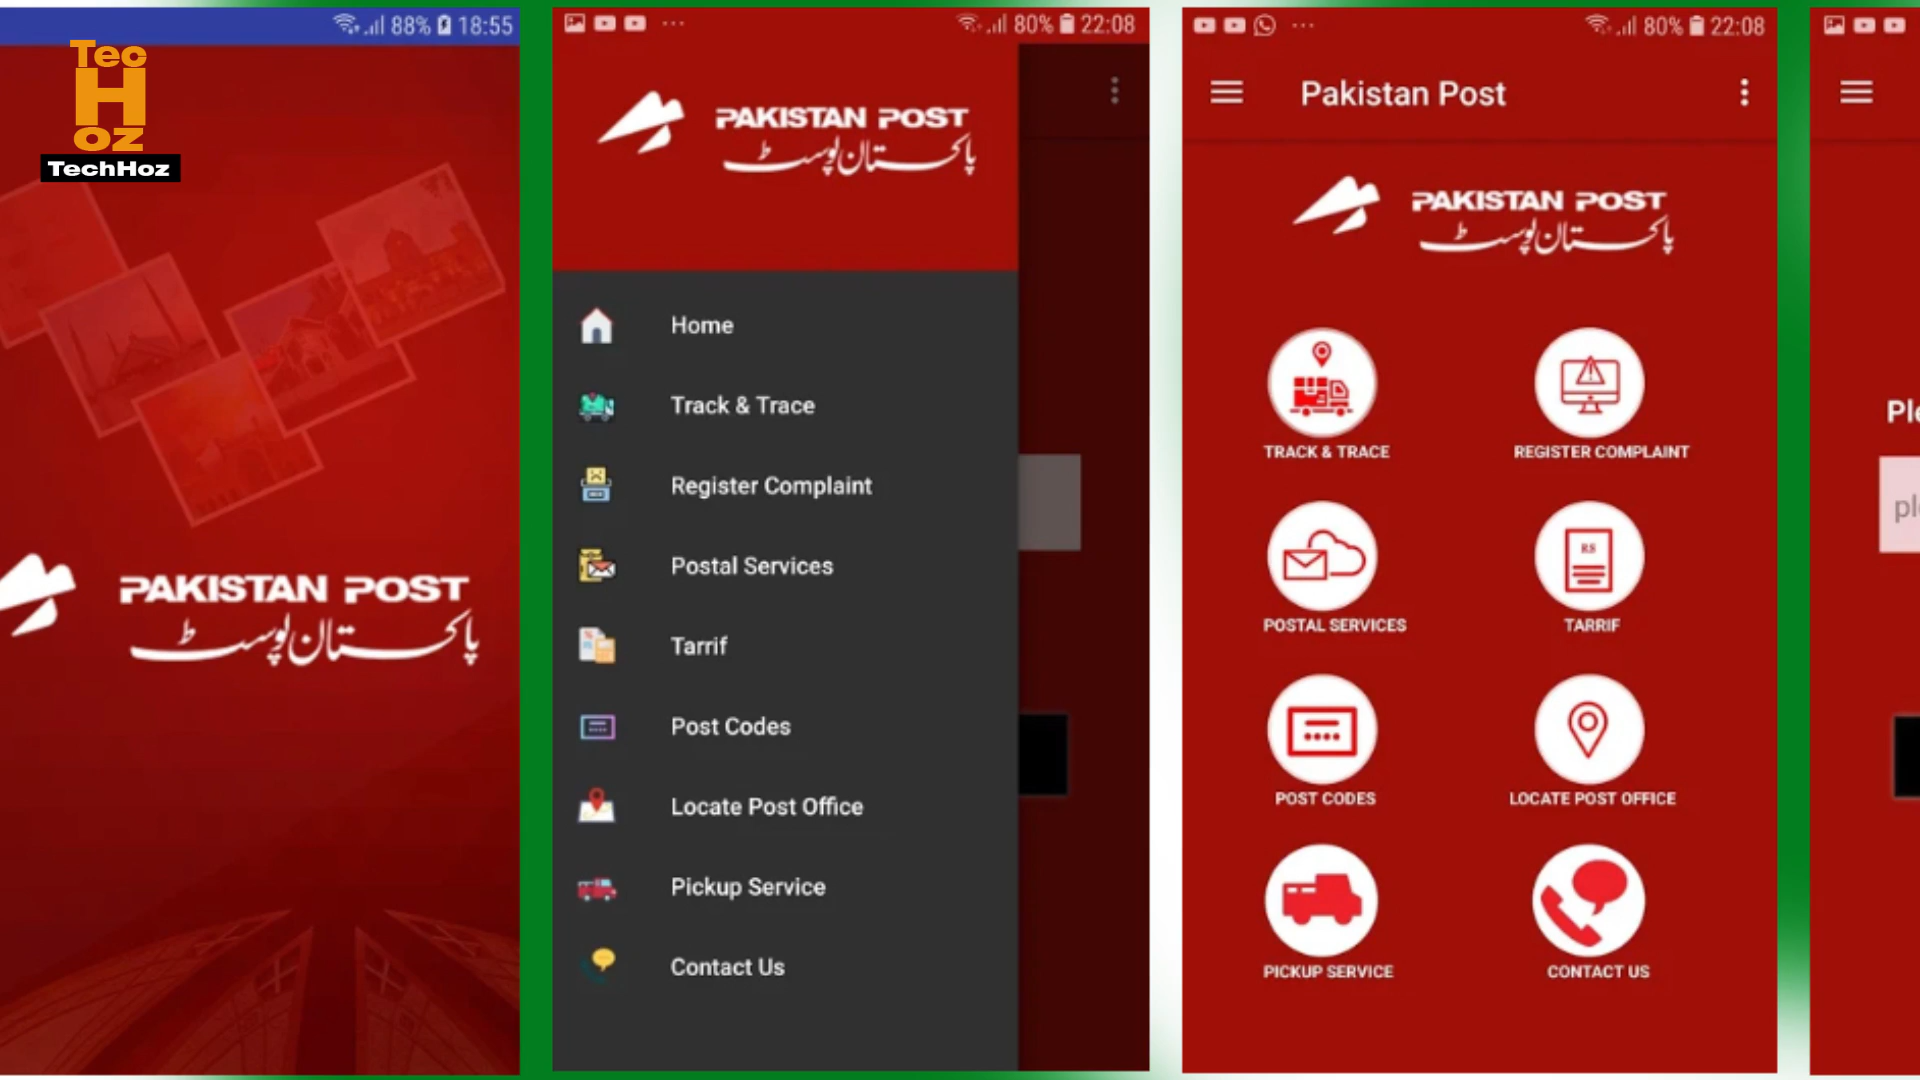 88% 18:55
Tec
H
oz
TechHoz
PAKISTAN POST
پاکستان پوسٹ
80% 22:08
PAKISTAN POST
پاکستان پوسٹ
Home
Track & Trace
Register Complaint
Postal Services
Tarrif
Post Codes
Locate Post Office
Pickup Service
Contact Us
80% 22:08
Pakistan Post
PAKISTAN POST
پاکستان پوسٹ
TRACK & TRACE
REGISTER COMPLAINT
RS
POSTAL SERVICES
TARRIF
POST CODES
LOCATE POST OFFICE
PICKUP SERVICE
CONTACT US
Ple
ple